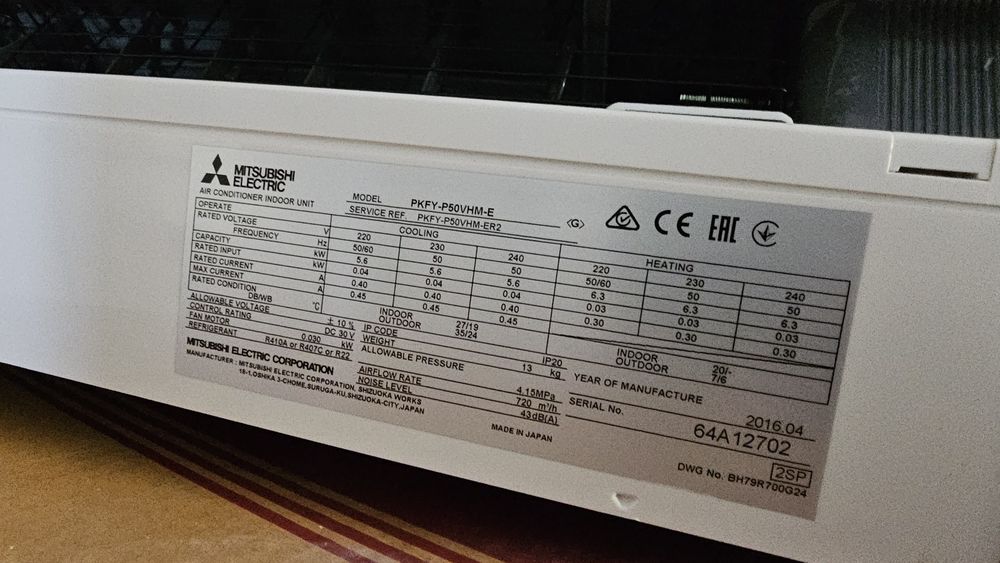 MITSUBISHI
ELECTRIC
AIR CONDITIONER INDOOR UNIT
MODEL PKFY-P50VHM-E
SERVICE REF. PKFY-P50VHM-ER2 <G>
CE EAC
OPERATE COOLING HEATING
RATED VOLTAGE V 220 230 240 220 230 240
FREQUENCY Hz 50/60 50 50 50/60 50 50
CAPACITY kW 5.6 5.6 5.6 6.3 6.3 6.3
RATED INPUT kW 0.04 0.04 0.04 0.03 0.03 0.03
RATED CURRENT A 0.40 0.40 0.40 0.30 0.30 0.30
MAX CURRENT A 0.45 0.45 0.45
RATED CONDITION INDOOR 27/19 INDOOR 20/-
DB/WB °C OUTDOOR 35/24 OUTDOOR 7/6
ALLOWABLE VOLTAGE ± 10 %
CONTROL RATING DC 30 V
FAN MOTOR 0.030 kW
REFRIGERANT R410A or R407C or R22
MITSUBISHI ELECTRIC CORPORATION
MANUFACTURER : MITSUBISHI ELECTRIC CORPORATION, SHIZUOKA WORKS
18-1,OSHIKA 3-CHOME,SURUGA-KU,SHIZUOKA-CITY,JAPAN
IP CODE IP20
WEIGHT 13 kg
ALLOWABLE PRESSURE 4.15MPa
AIRFLOW RATE 720 m³/h
NOISE LEVEL 43dB(A)
MADE IN JAPAN
YEAR OF MANUFACTURE 2016.04
SERIAL No. 64A12702
2SP
DWG No. BH79R700G24